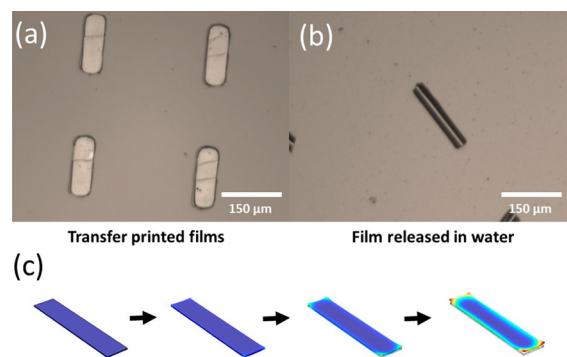 (a)
(b)
150 µm
150 µm
Transfer printed films
Film released in water
(c)